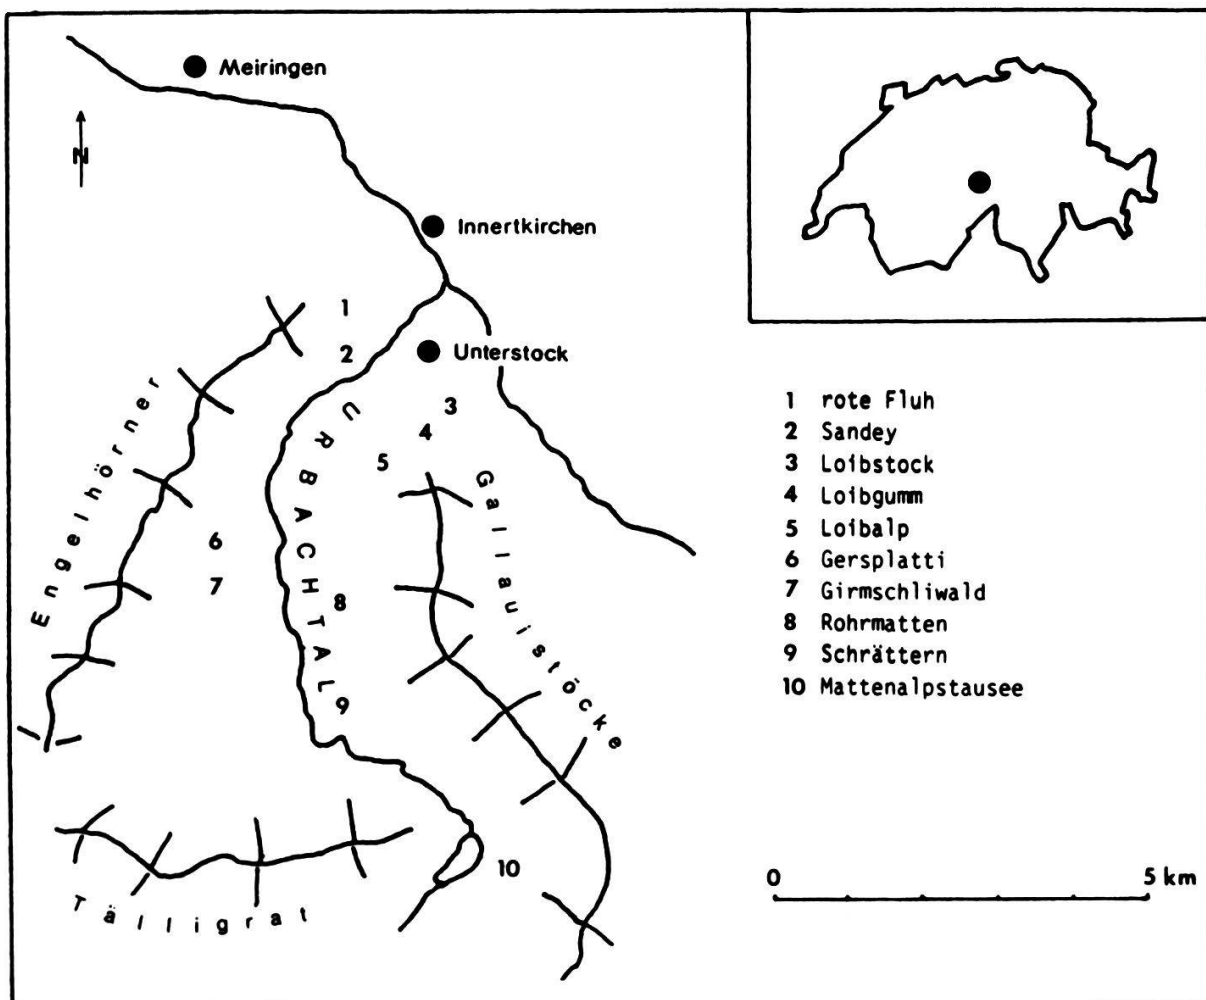 Meiringen
N
Innertkirchen
Unterstock
1
2
3
4
5
6
7
8
9
10
Engelhörner
URBACHTAL
Gallauistöcke
Tälligrat
1 rote Fluh
2 Sandey
3 Loibstock
4 Loibgumm
5 Loibalp
6 Gersplatti
7 Girmschliwald
8 Rohrmatten
9 Schrättern
10 Mattenalpstausee
0 5 km